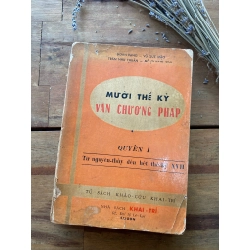 MƯỜI THẾ KỶ
VĂN CHƯƠNG PHÁP
QUYỂN I
Từ nguyên-thủy đến hết thế-kỷ XVII
TỦ SÁCH KHẢO-CỨU KHAI-TRÍ
NHÀ SÁCH KHAI-TRÍ
SAIGON